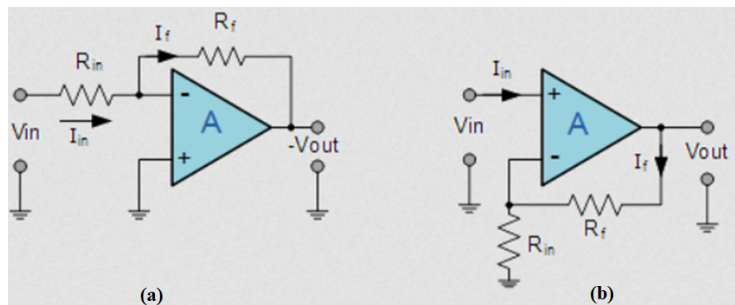 If
Rf
Rin
-
A
+
Vin
Iin
-Vout
(a)
Iin
+
A
-
Vin
Vout
If
Rf
Rin
(b)